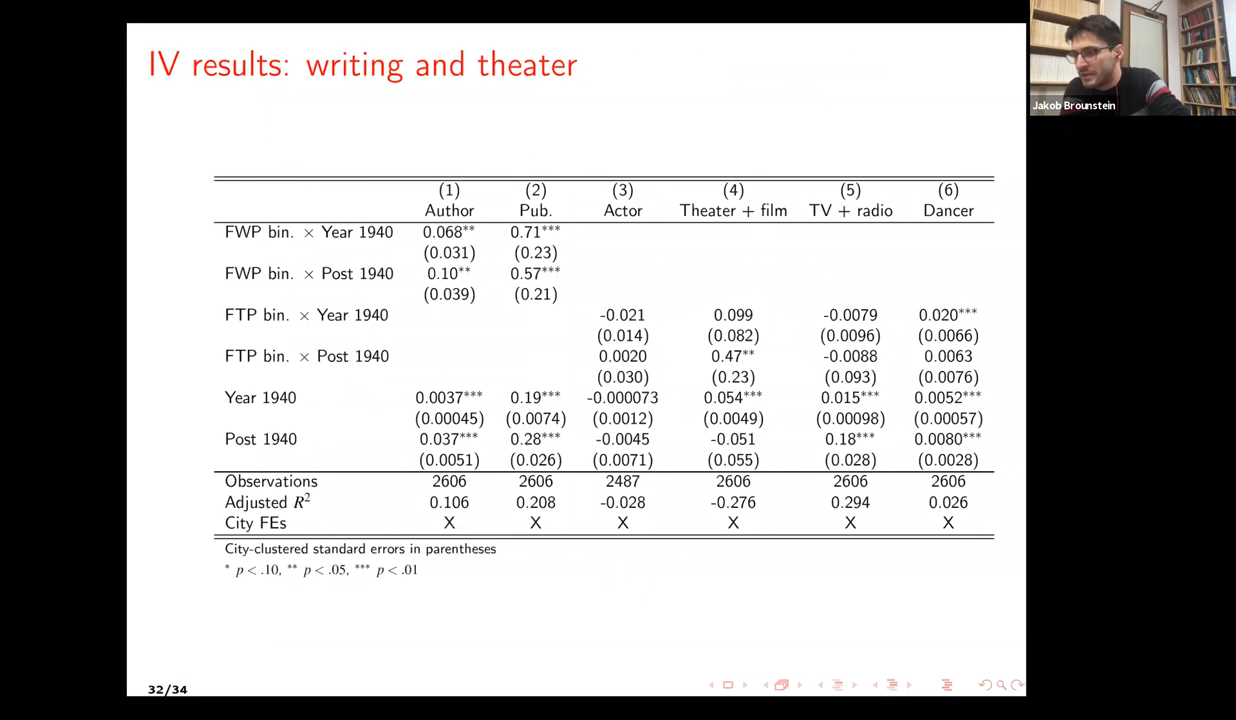 IV results: writing and theater
Jakob Brounstein
(1) (2) (3) (4) (5) (6)
Author Pub. Actor Theater + film TV + radio Dancer
FWP bin. × Year 1940 0.068** 0.71***
(0.031) (0.23)
FWP bin. × Post 1940 0.10** 0.57***
(0.039) (0.21)
FTP bin. × Year 1940 -0.021 0.099 -0.0079 0.020***
(0.014) (0.082) (0.0096) (0.0066)
FTP bin. × Post 1940 0.0020 0.47** -0.0088 0.0063
(0.030) (0.23) (0.093) (0.0076)
Year 1940 0.0037*** 0.19*** -0.000073 0.054*** 0.015*** 0.0052***
(0.00045) (0.0074) (0.0012) (0.0049) (0.00098) (0.00057)
Post 1940 0.037*** 0.28*** -0.0045 -0.051 0.18*** 0.0080***
(0.0051) (0.026) (0.0071) (0.055) (0.028) (0.0028)
Observations 2606 2606 2487 2606 2606 2606
Adjusted R² 0.106 0.208 -0.028 -0.276 0.294 0.026
City FEs X X X X X X
City-clustered standard errors in parentheses
* p < .10, ** p < .05, *** p < .01
32/34